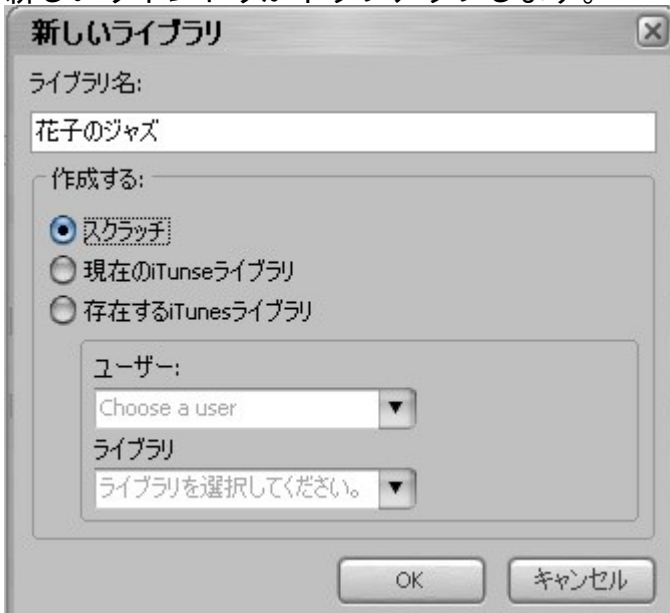 新しいライブラリ
ライブラリ名:
花子のジャズ
作成する:
スクラッチ
現在のiTunseライブラリ
存在するiTunesライブラリ
ユーザー:
Choose a user
ライブラリ
ライブラリを選択してください。
OK キャンセル